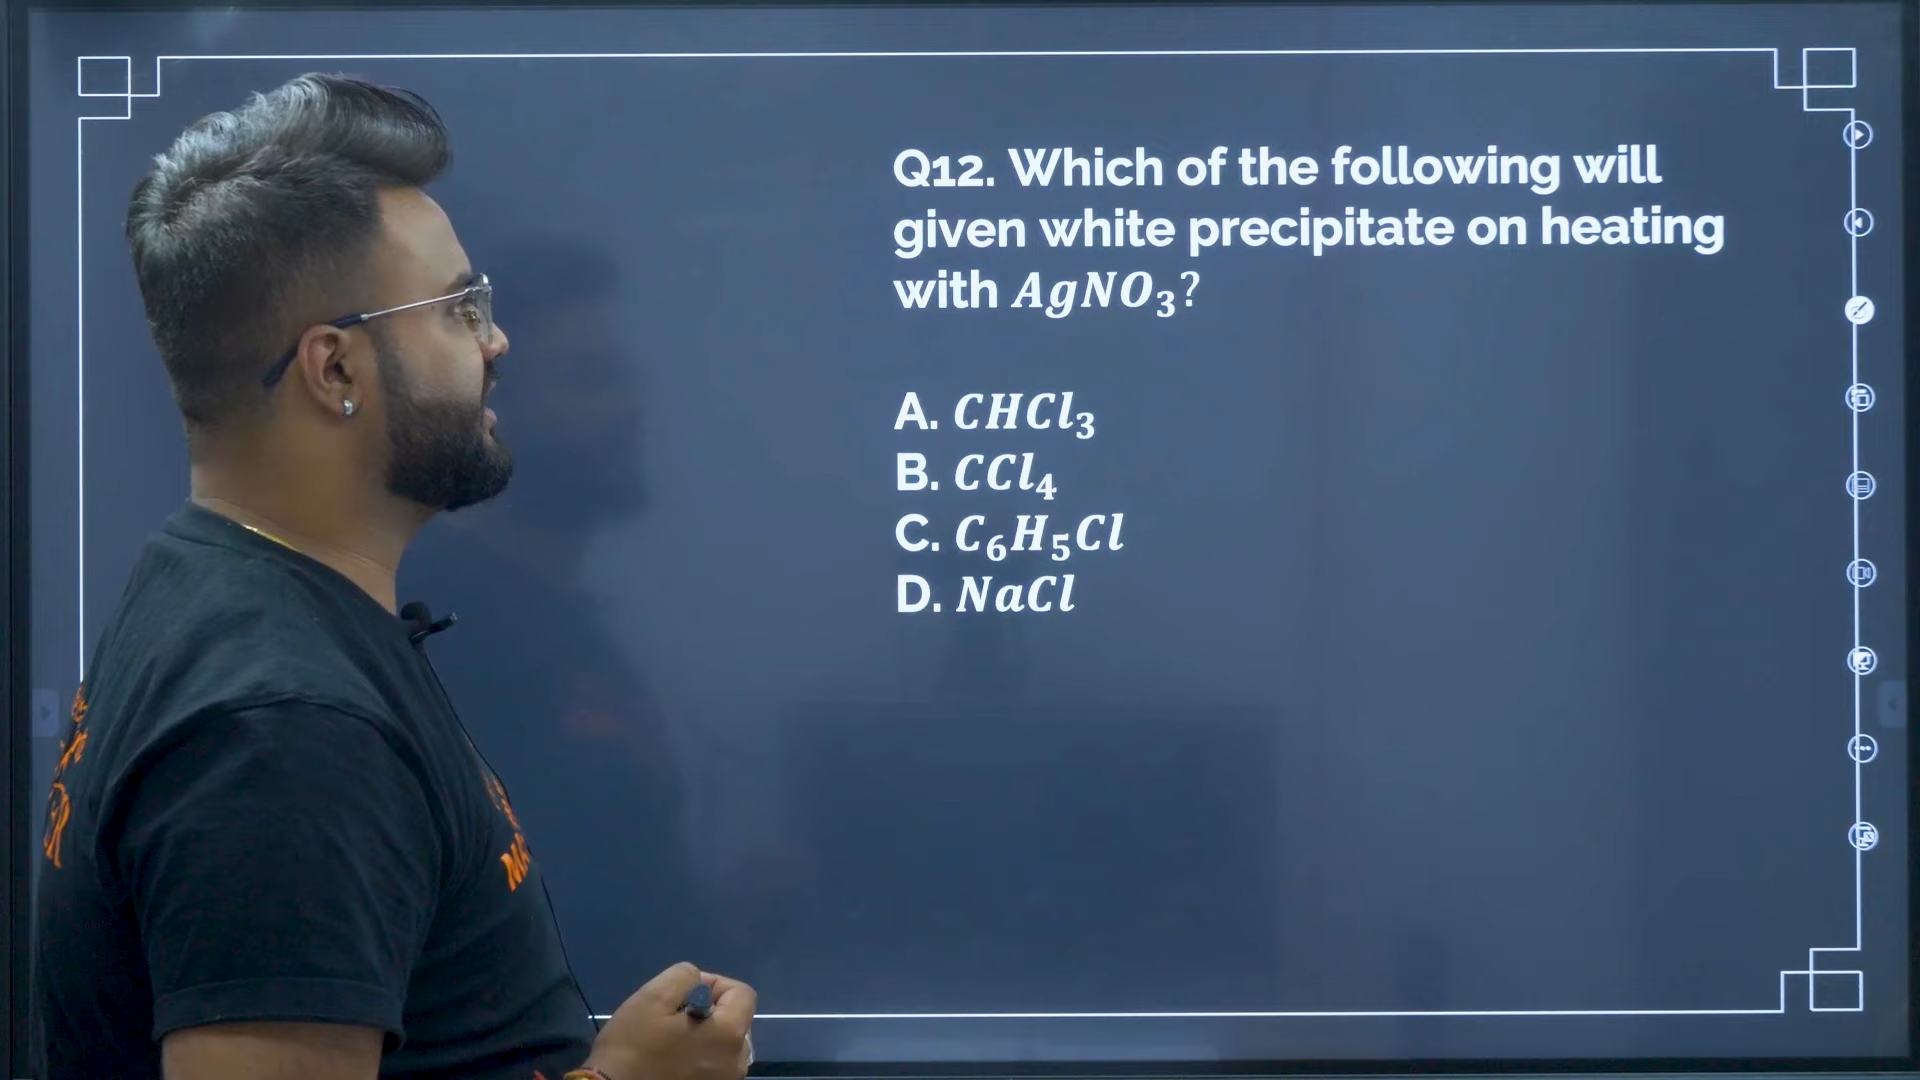 Q12. Which of the following will
given white precipitate on heating
with AgNO₃?
A. CHCl₃
B. CCl₄
C. C₆H₅Cl
D. NaCl